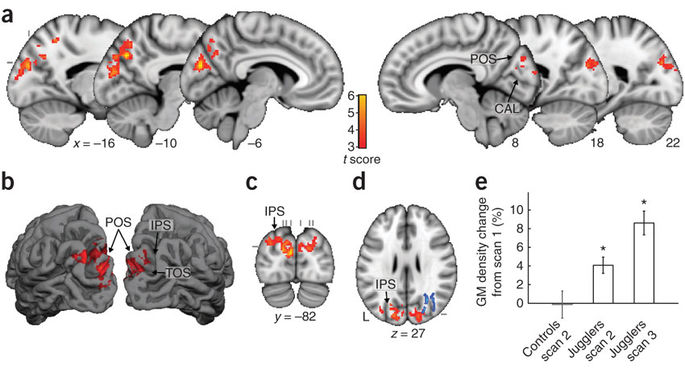 a
POS
CAL
6
5
4
3
t score
x = −16
−10
−6
8
18
22
b
POS
IPS
TOS
c
IPS
y = −82
d
IPS
L
z = 27
e
GM density change
from scan 1 (%)
10
8
6
4
2
0
*
*
Controls
scan 2
Jugglers
scan 2
Jugglers
scan 3